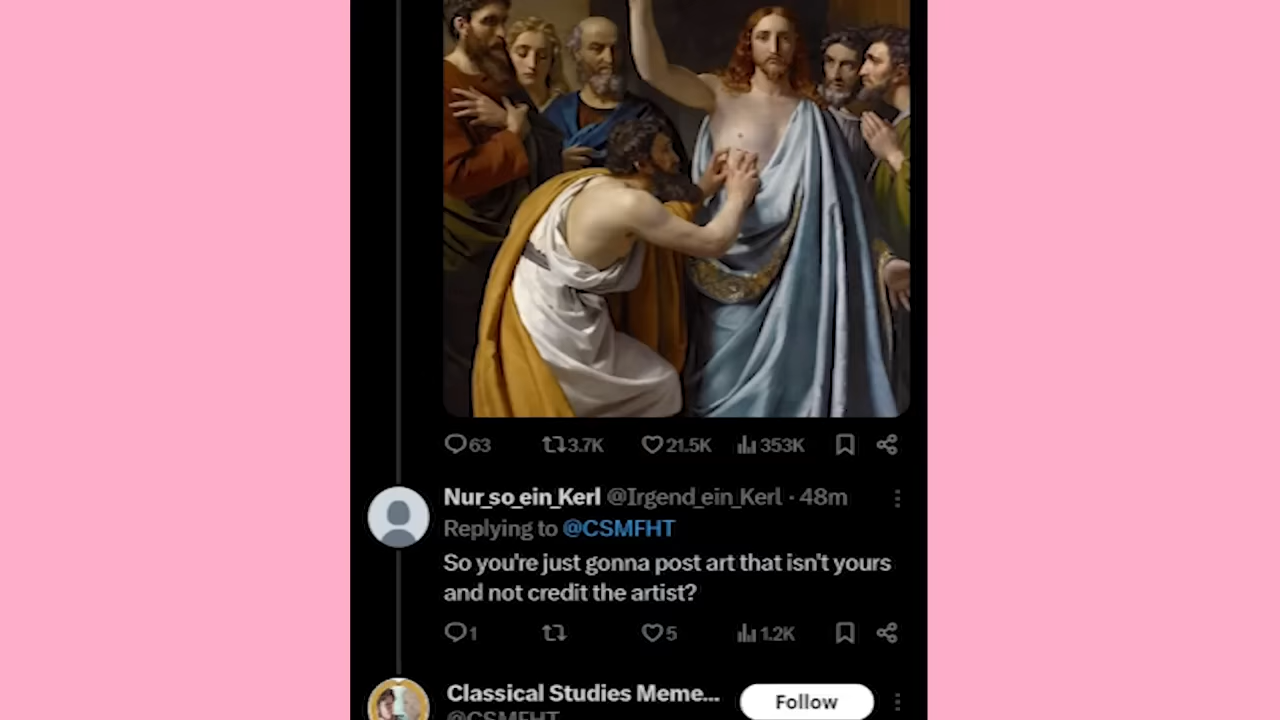 63 3.7K 21.5K 353K
Nur_so_ein_Kerl @Irgend_ein_Kerl · 48m
Replying to @CSMFHT
So you're just gonna post art that isn't yours
and not credit the artist?
1 5 1.2K
Classical Studies Meme... Follow
@CSMFHT